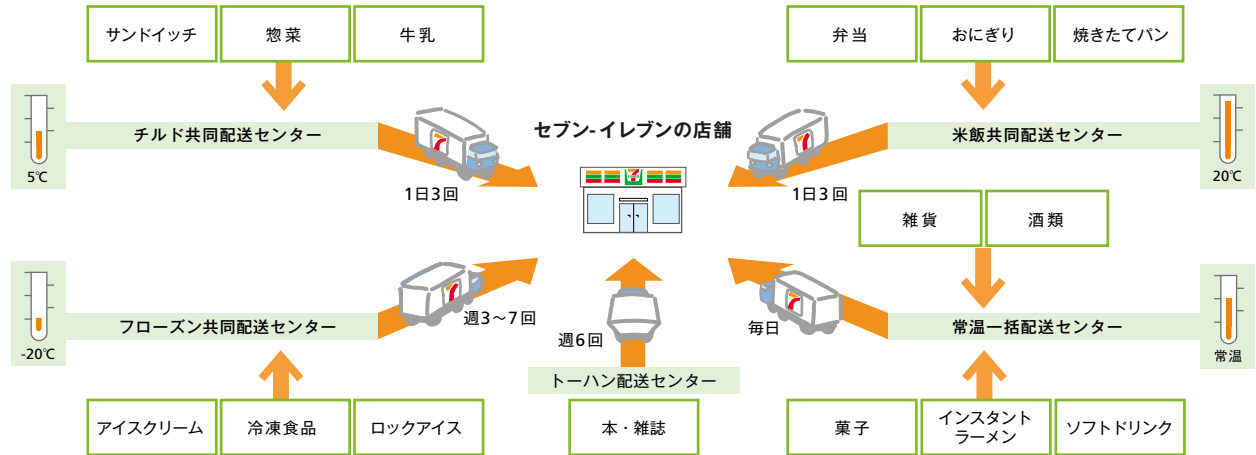 サンドイッチ
惣菜
牛乳
弁当
おにぎり
焼きたてパン
5℃
チルド共同配送センター
1日3回
セブン-イレブンの店舗
米飯共同配送センター
1日3回
20℃
雑貨
酒類
-20℃
フローズン共同配送センター
週3〜7回
週6回
毎日
常温一括配送センター
常温
トーハン配送センター
アイスクリーム
冷凍食品
ロックアイス
本・雑誌
菓子
インスタント
ラーメン
ソフトドリンク